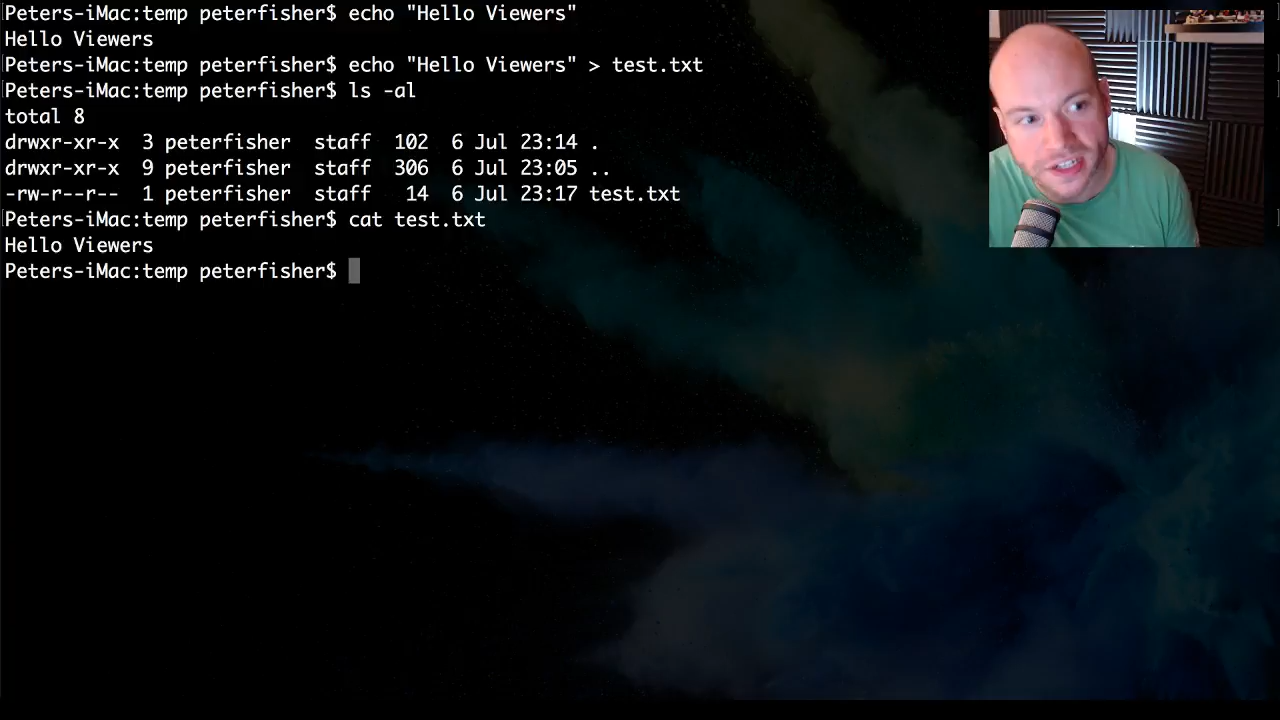 Peters-iMac:temp peterfisher$ echo "Hello Viewers"
Hello Viewers
Peters-iMac:temp peterfisher$ echo "Hello Viewers" > test.txt
Peters-iMac:temp peterfisher$ ls -al
total 8
drwxr-xr-x  3 peterfisher  staff  102  6 Jul 23:14 .
drwxr-xr-x  9 peterfisher  staff  306  6 Jul 23:05 ..
-rw-r--r--  1 peterfisher  staff   14  6 Jul 23:17 test.txt
Peters-iMac:temp peterfisher$ cat test.txt
Hello Viewers
Peters-iMac:temp peterfisher$